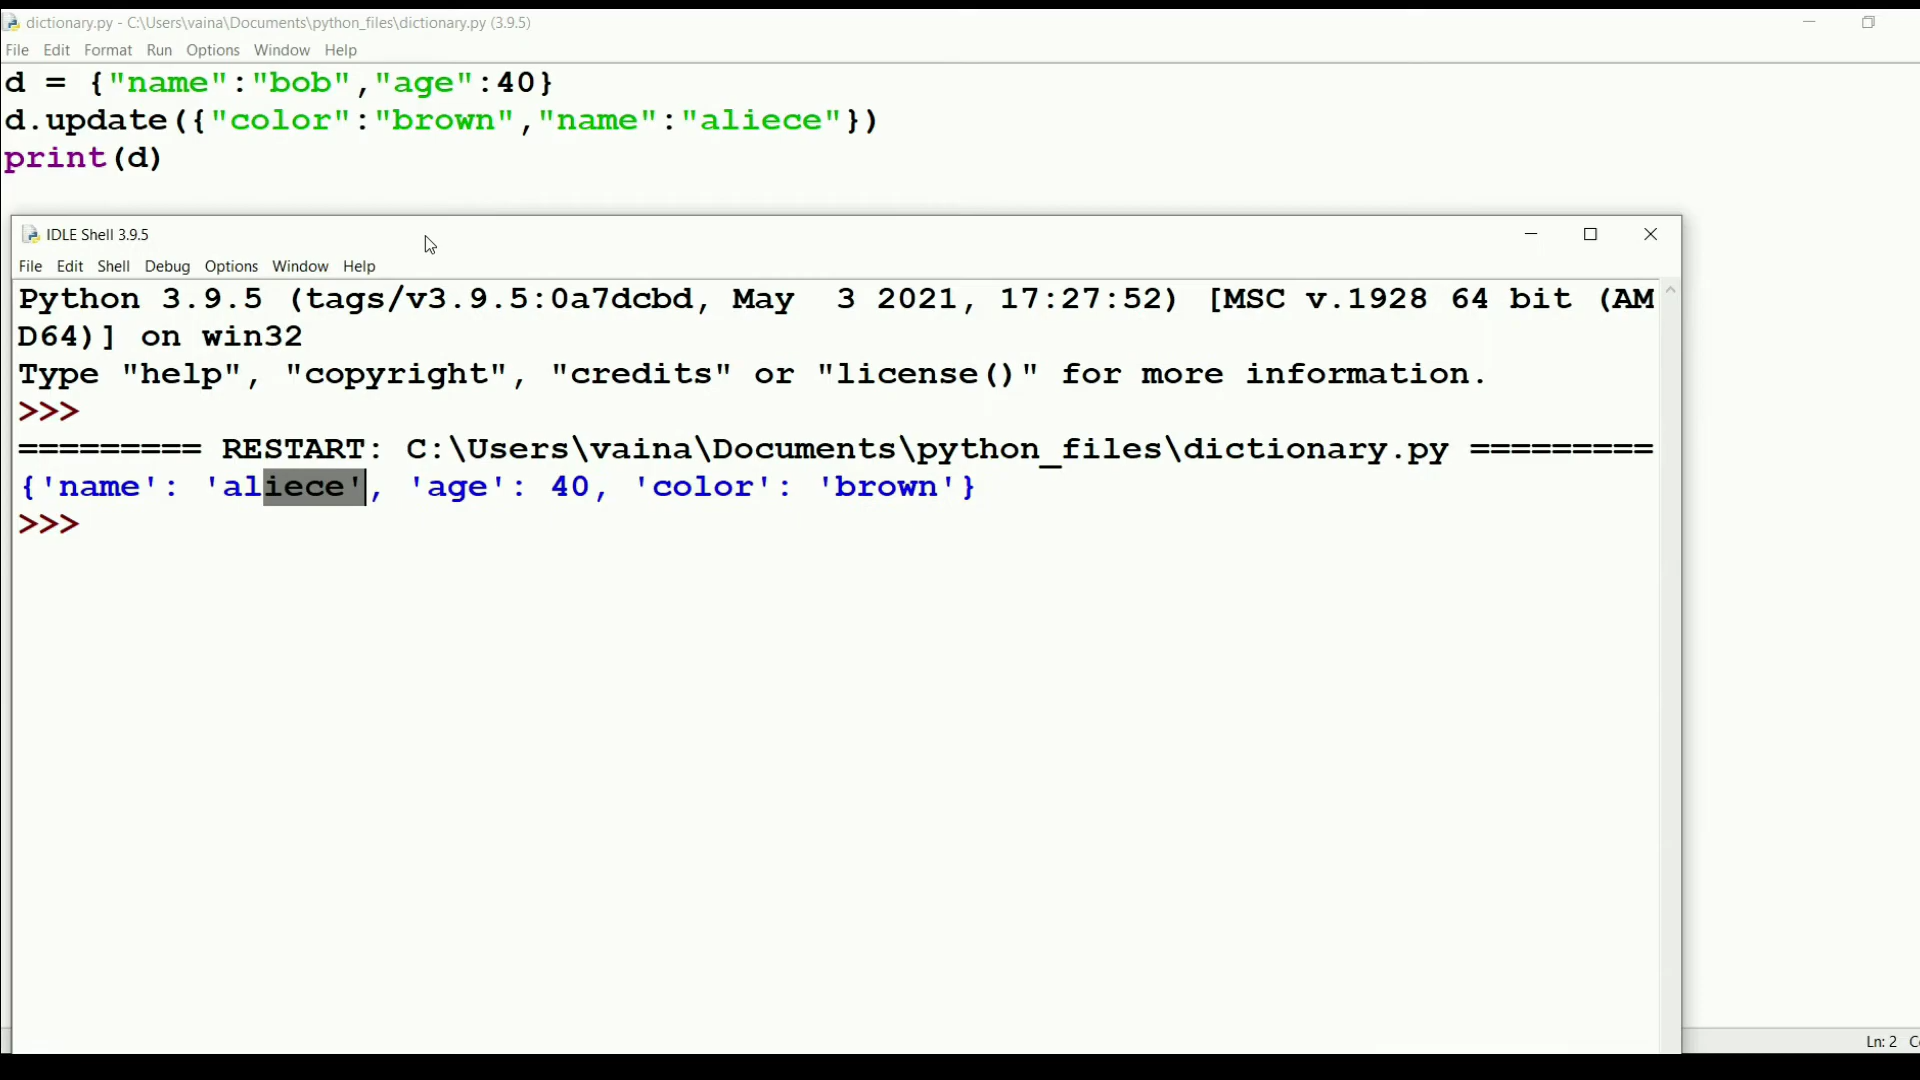 dictionary.py - C:\Users\vaina\Documents\python_files\dictionary.py (3.9.5)
File Edit Format Run Options Window Help
d = {"name":"bob","age":40}
d.update({"color":"brown","name":"aliece"})
print(d)
IDLE Shell 3.9.5
File Edit Shell Debug Options Window Help
Python 3.9.5 (tags/v3.9.5:0a7dcbd, May  3 2021, 17:27:52) [MSC v.1928 64 bit (AM
D64)] on win32
Type "help", "copyright", "credits" or "license()" for more information.
>>>
========= RESTART: C:\Users\vaina\Documents\python_files\dictionary.py =========
{'name': 'aliece', 'age': 40, 'color': 'brown'}
>>>
Ln: 2